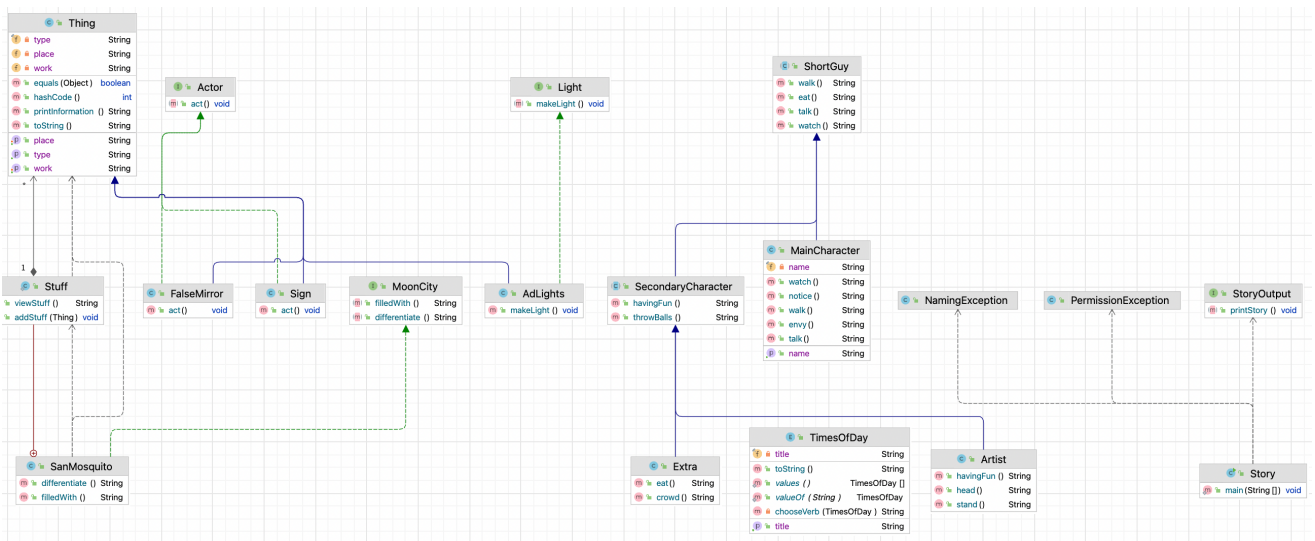 Thing
type String
place String
work String
equals (Object) boolean
hashCode () int
printInformation () String
toString () String
place String
type String
work String
Actor
act () void
Light
makeLight () void
ShortGuy
walk () String
eat () String
talk () String
watch () String
*
1
Stuff
viewStuff () String
addStuff (Thing) void
FalseMirror
act () void
Sign
act () void
MoonCity
filledWith () String
differentiate () String
AdLights
makeLight () void
SecondaryCharacter
havingFun () String
throwBalls () String
MainCharacter
name String
watch () String
notice () String
walk () String
envy () String
talk () String
name String
NamingException
PermissionException
StoryOutput
printStory () void
SanMosquito
differentiate () String
filledWith () String
Extra
eat () String
crowd () String
TimesOfDay
title String
toString () String
values () TimesOfDay []
valueOf (String) TimesOfDay
chooseVerb (TimesOfDay) String
title String
Artist
havingFun () String
head () String
stand () String
Story
main (String []) void